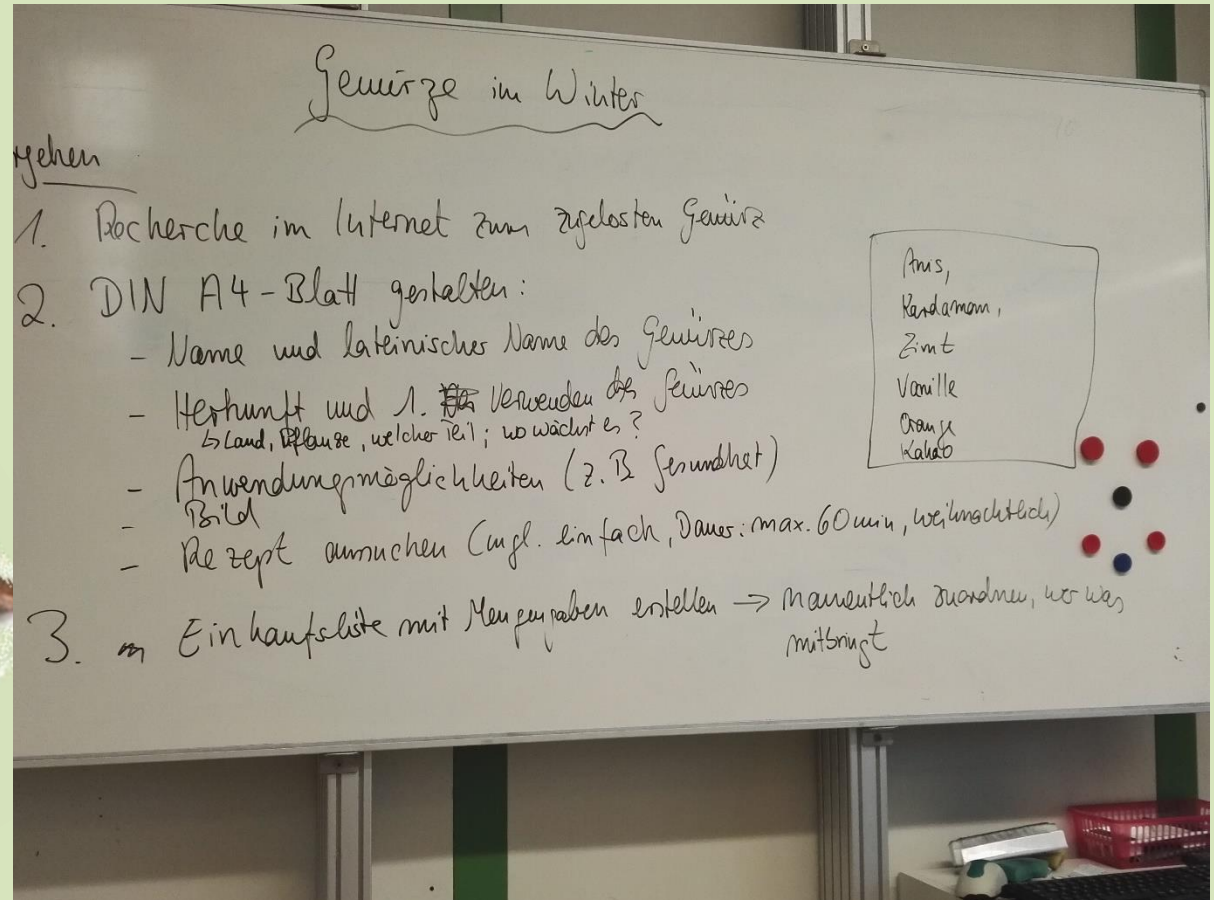 Gewürze im Winter
gehen
1. Recherche im Internet zum zugelosten Gewürz
2. DIN A4-Blatt gestalten:
- Name und lateinischer Name des Gewürzes
- Herkunft und 1. Verwenden des Gewürzes
↳ Land, Pflanze, welcher Teil; wo wächst es?
- Anwendungsmöglichkeiten (z. B Gesundheit)
- Bild
- Rezept aussuchen (mgl. einfach, Dauer: max. 60 min, weihnachtlich)
3. Einkaufsliste mit Mengengaben erstellen → namentlich zuordnen, wer was
mitbringt
Anis,
Kardamom,
Zimt
Vanille
Orange
Kakao